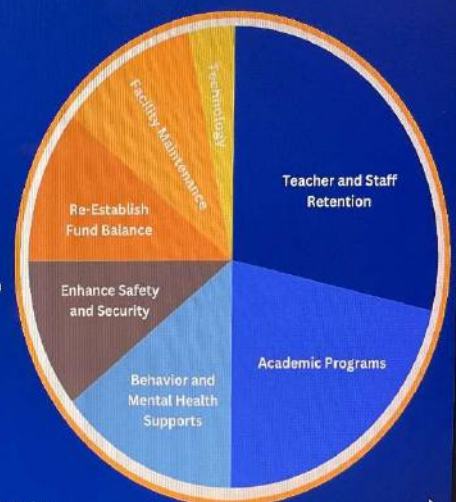 Technology
Facility Maintenance
Teacher and Staff
Retention
Re-Establish
Fund Balance
Enhance Safety
and Security
Academic Programs
Behavior and
Mental Health
Supports